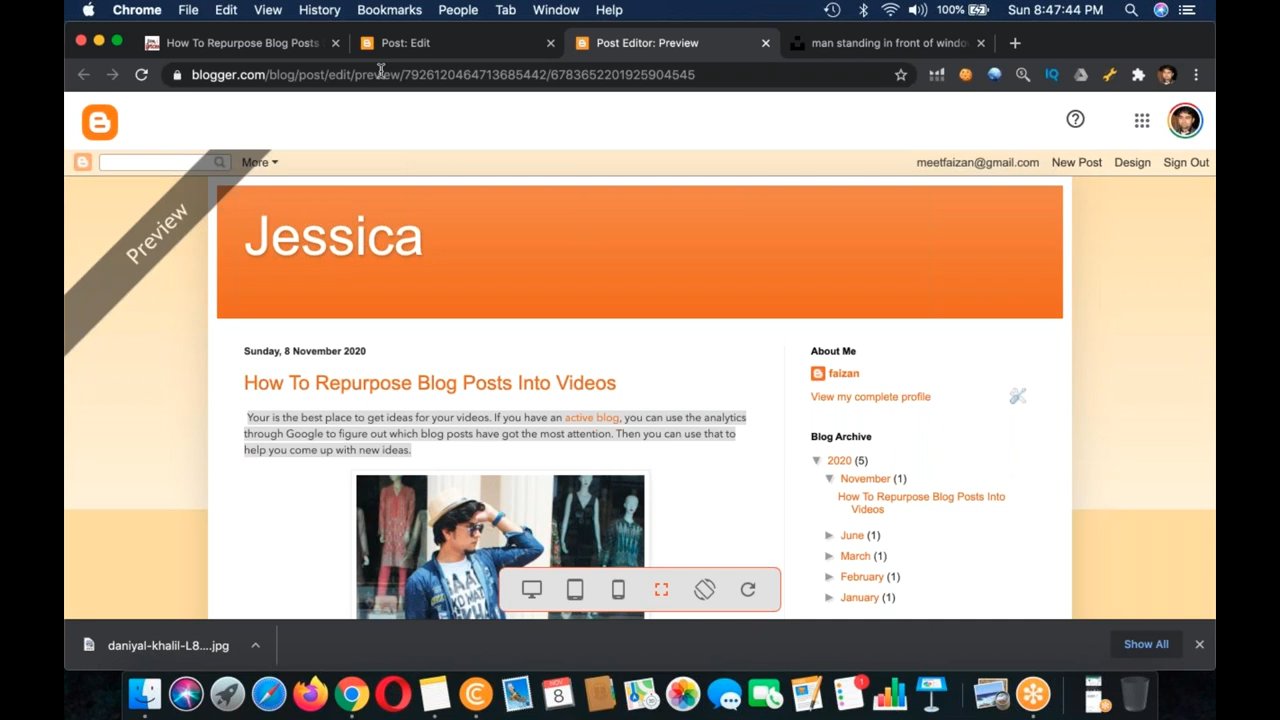 Chrome File Edit View History Bookmarks People Tab Window Help 100% Sun 8:47:44 PM
How To Repurpose Blog Posts
Post: Edit
Post Editor: Preview
man standing in front of windo
blogger.com/blog/post/edit/preview/7926120464713685442/6783652201925904545
IQ
More
meetfaizan@gmail.com New Post Design Sign Out
Preview
Jessica
Sunday, 8 November 2020
How To Repurpose Blog Posts Into Videos
Your is the best place to get ideas for your videos. If you have an active blog, you can use the analytics
through Google to figure out which blog posts have got the most attention. Then you can use that to
help you come up with new ideas.
About Me
faizan
View my complete profile
Blog Archive
2020 (5)
November (1)
How To Repurpose Blog Posts Into
Videos
June (1)
March (1)
February (1)
January (1)
daniyal-khalil-L8....jpg
Show All
NOV
8
1